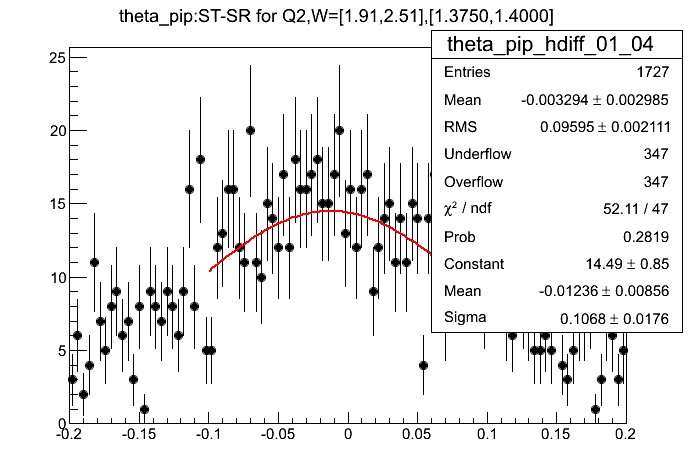 theta_pip:ST-SR for Q2,W=[1.91,2.51],[1.3750,1.4000]
theta_pip_hdiff_01_04
Entries 1727
Mean -0.003294 ± 0.002985
RMS 0.09595 ± 0.002111
Underflow 347
Overflow 347
χ² / ndf 52.11 / 47
Prob 0.2819
Constant 14.49 ± 0.85
Mean -0.01236 ± 0.00856
Sigma 0.1068 ± 0.0176
25
20
15
10
5
0
-0.2 -0.15 -0.1 -0.05 0 0.05 0.1 0.15 0.2